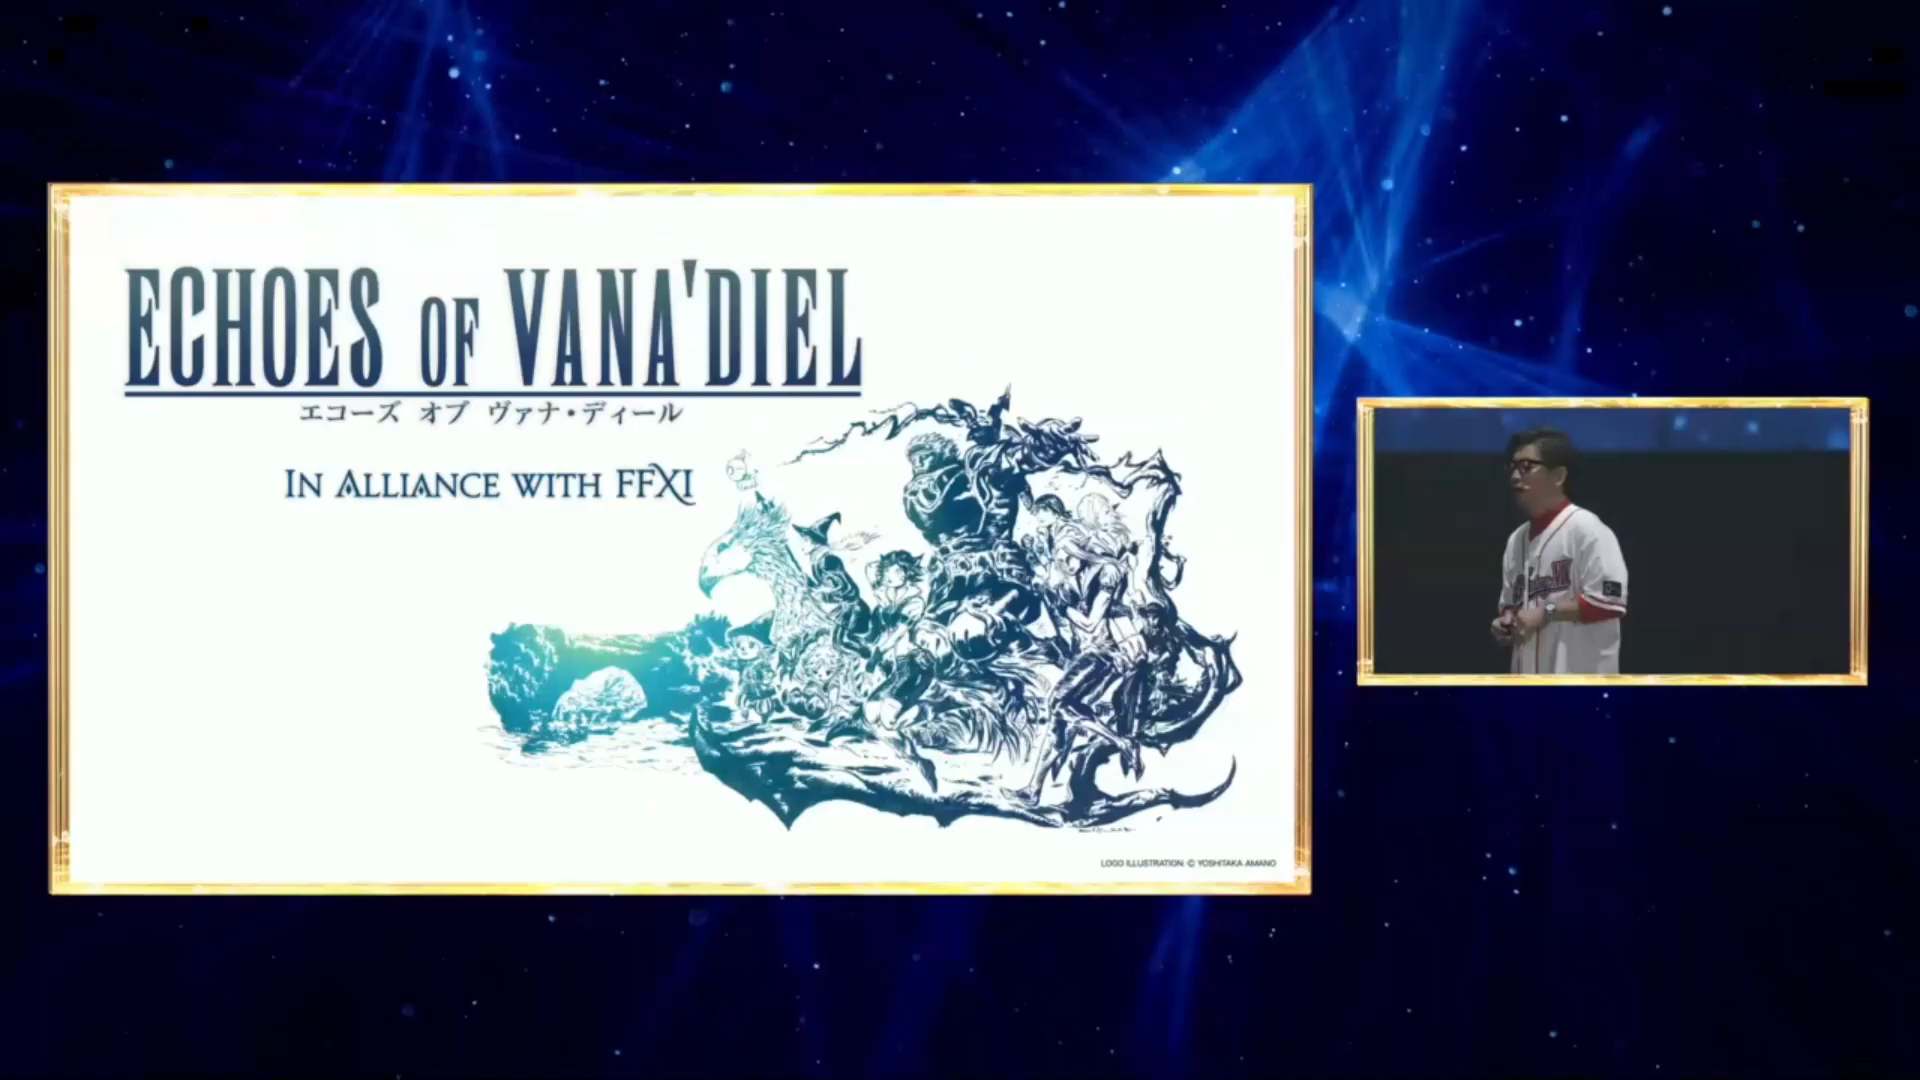 ECHOES OF VANA'DIEL
エコーズ オブ ヴァナ・ディール
IN ALLIANCE WITH FFXI
LOGO ILLUSTRATION: © YOSHITAKA AMANO